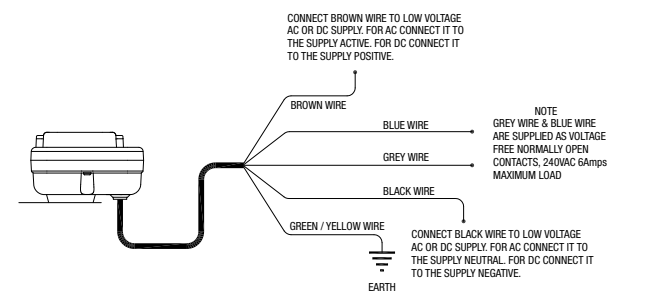 CONNECT BROWN WIRE TO LOW VOLTAGE
AC OR DC SUPPLY. FOR AC CONNECT IT TO
THE SUPPLY ACTIVE. FOR DC CONNECT IT
TO THE SUPPLY POSITIVE.
BROWN WIRE
BLUE WIRE
GREY WIRE
NOTE
GREY WIRE & BLUE WIRE
ARE SUPPLIED AS VOLTAGE
FREE NORMALLY OPEN
CONTACTS, 240VAC 6Amps
MAXIMUM LOAD
BLACK WIRE
GREEN / YELLOW WIRE
CONNECT BLACK WIRE TO LOW VOLTAGE
AC OR DC SUPPLY. FOR AC CONNECT IT TO
THE SUPPLY NEUTRAL. FOR DC CONNECT IT
TO THE SUPPLY NEGATIVE.
EARTH